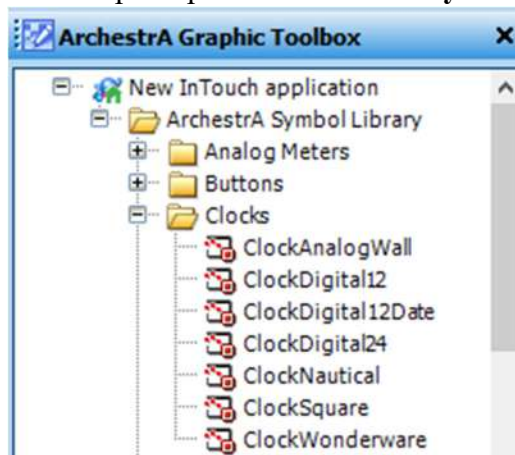 ArchestrA Graphic Toolbox
New InTouch application
ArchestrA Symbol Library
Analog Meters
Buttons
Clocks
ClockAnalogWall
ClockDigital12
ClockDigital12Date
ClockDigital24
ClockNautical
ClockSquare
ClockWonderware